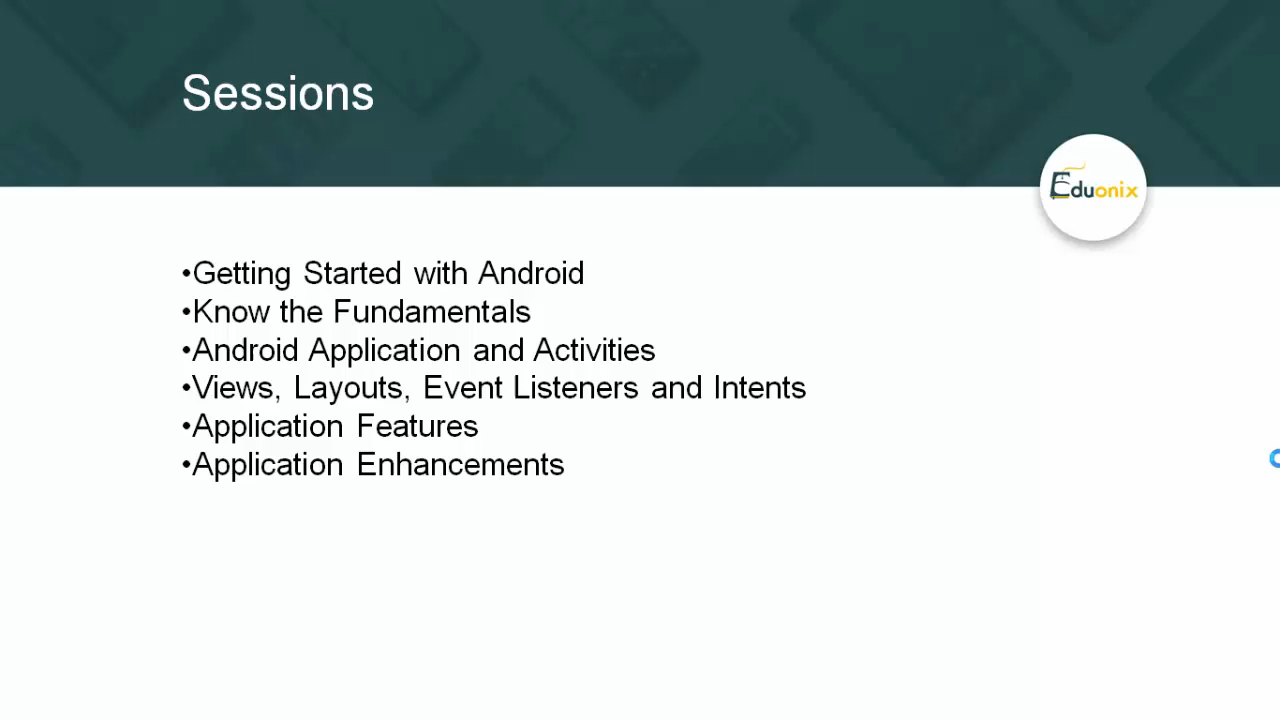 Sessions
Eduonix
•Getting Started with Android
•Know the Fundamentals
•Android Application and Activities
•Views, Layouts, Event Listeners and Intents
•Application Features
•Application Enhancements